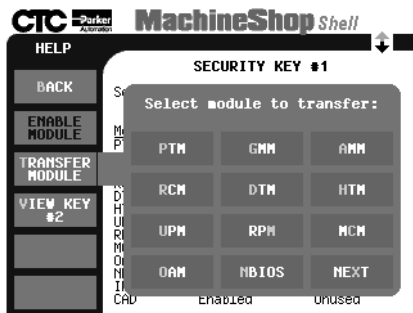 CTC Parker Automation MachineShop Shell
HELP
SECURITY KEY #1
BACK
Select module to transfer:
ENABLE MODULE
TRANSFER MODULE
VIEW KEY #2
PTM GMM AMM
RCM DTM HTM
UPM RPM MCM
OAM NBIOS NEXT
CAD Enabled Unused